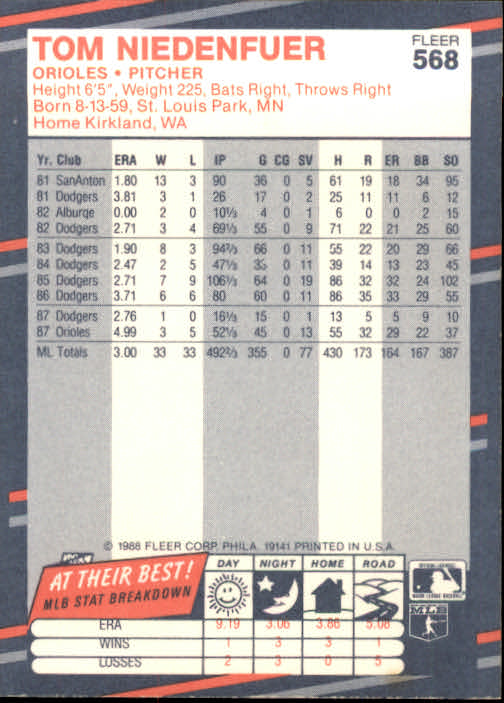 TOM NIEDENFUER
FLEER
568
ORIOLES • PITCHER
Height 6'5", Weight 225, Bats Right, Throws Right
Born 8-13-59, St. Louis Park, MN
Home Kirkland, WA
Yr. Club ERA W L IP G CG SV H R ER BB SO
81 SanAnton 1.80 13 3 90 36 0 5 61 19 18 34 95
81 Dodgers 3.81 3 1 26 17 0 2 25 11 11 6 12
82 Alburqe 0.00 2 0 10⅓ 4 0 1 6 0 0 2 15
82 Dodgers 2.71 3 4 69⅓ 55 0 9 71 22 21 25 60
83 Dodgers 1.90 8 3 94⅔ 66 0 11 55 22 20 29 66
84 Dodgers 2.47 2 5 47⅓ 33 0 11 39 14 13 23 45
85 Dodgers 2.71 7 9 106⅓ 64 0 19 86 32 32 24 102
86 Dodgers 3.71 6 6 80 60 0 11 86 35 33 29 55
87 Dodgers 2.76 1 0 16⅓ 15 0 1 13 5 5 9 10
87 Orioles 4.99 3 5 52⅓ 45 0 13 55 32 29 22 37
ML Totals 3.00 33 33 492⅔ 355 0 77 430 173 164 167 387
© 1988 FLEER CORP. PHILA. 19141 PRINTED IN U.S.A.
AT THEIR BEST!
MLB STAT BREAKDOWN
DAY NIGHT HOME ROAD
ERA 9.19 3.06 3.86 5.08
WINS 1 3 3 1
LOSSES 2 3 0 5
MAJOR LEAGUE BASEBALL
MLB